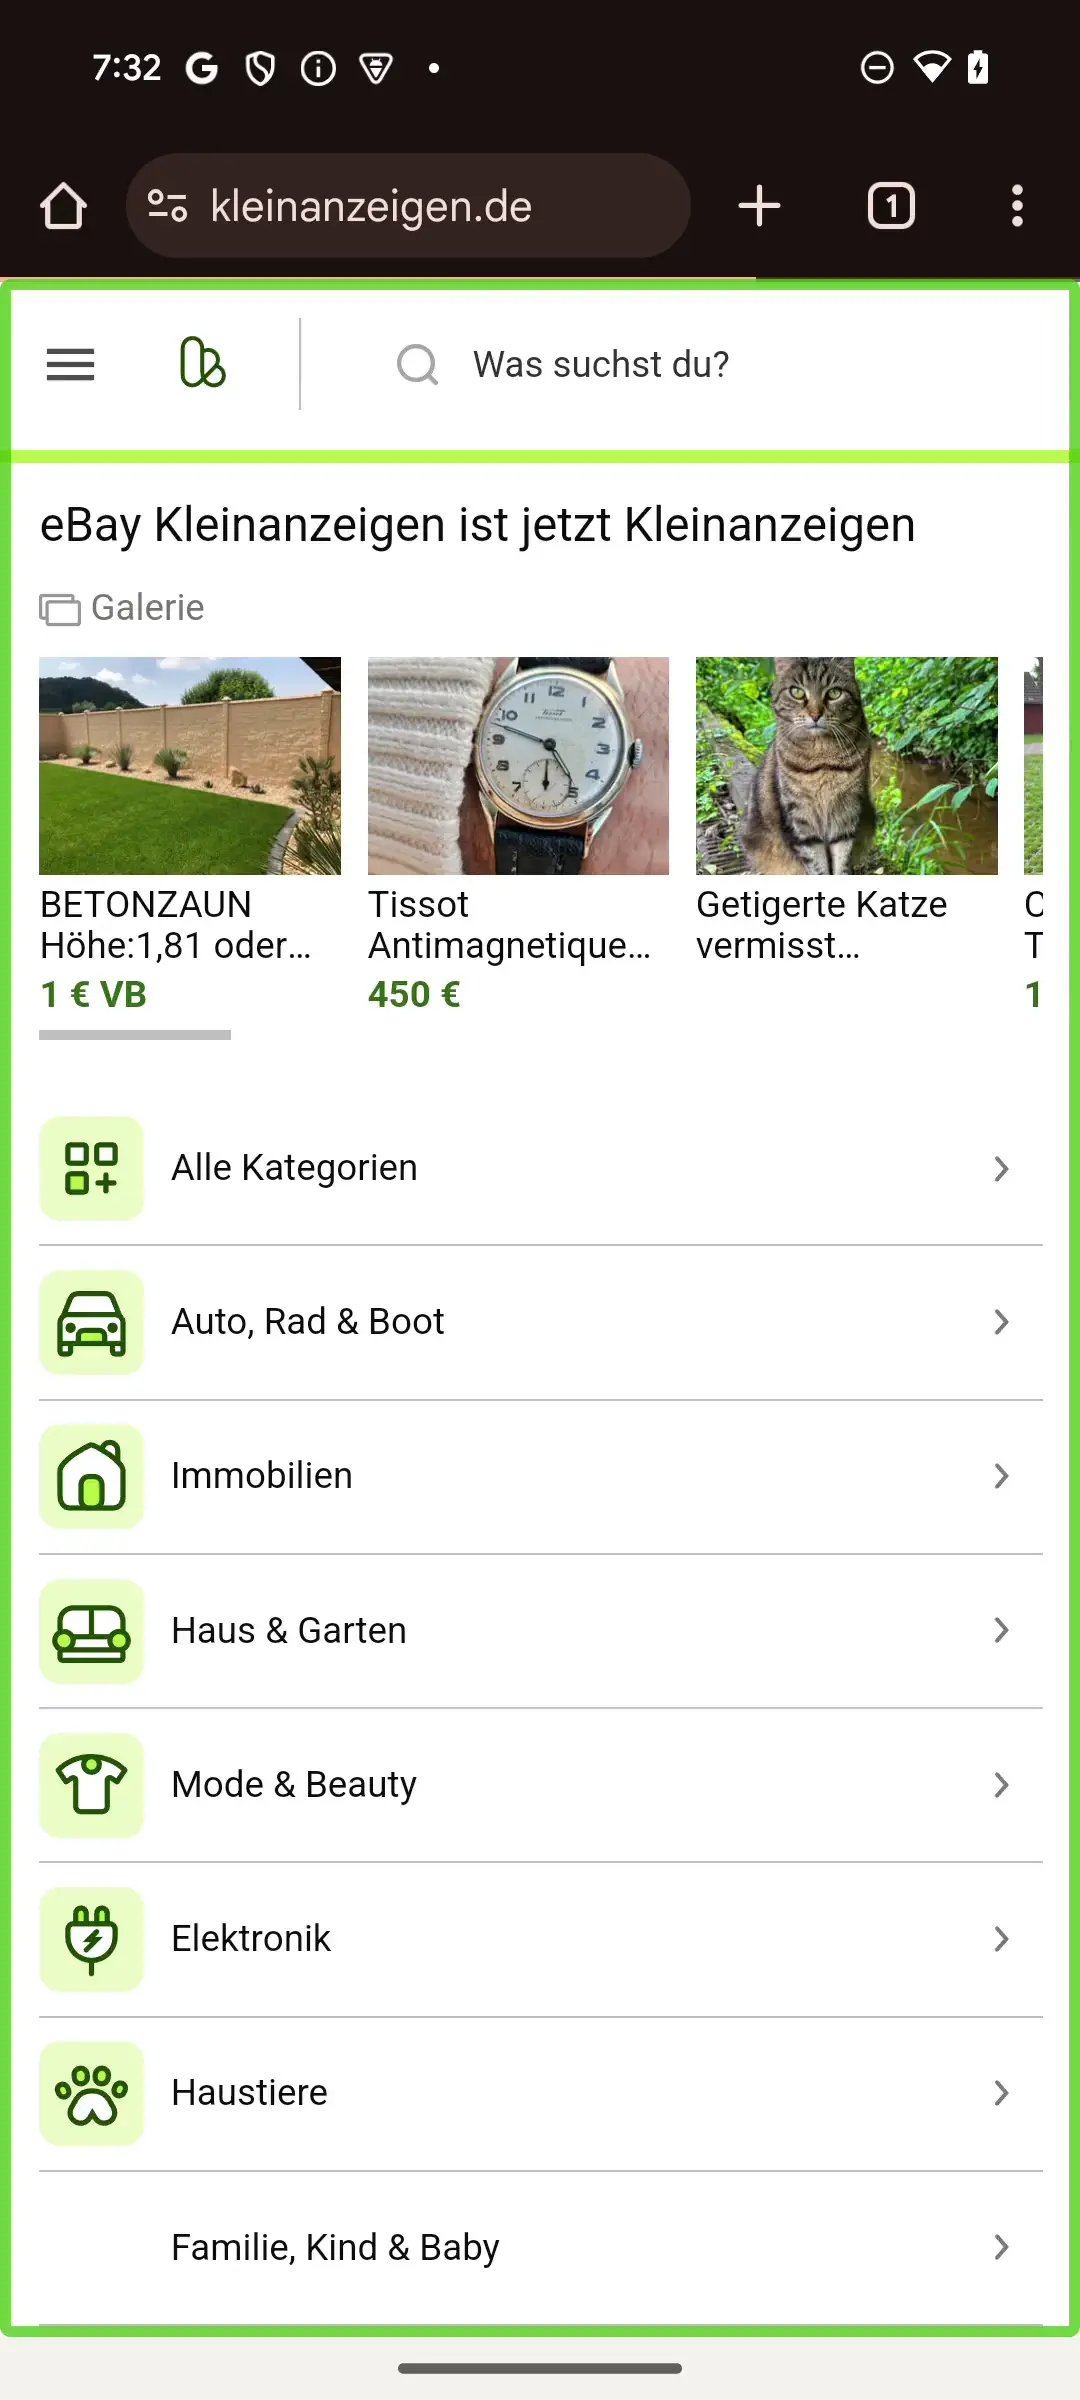 7:32
kleinanzeigen.de
1
Was suchst du?
eBay Kleinanzeigen ist jetzt Kleinanzeigen
Galerie
BETONZAUN
Höhe:1,81 oder...
1 € VB
Tissot
Antimagnetique...
450 €
Getigerte Katze
vermisst...
C
T
1
Alle Kategorien
Auto, Rad & Boot
Immobilien
Haus & Garten
Mode & Beauty
Elektronik
Haustiere
Familie, Kind & Baby